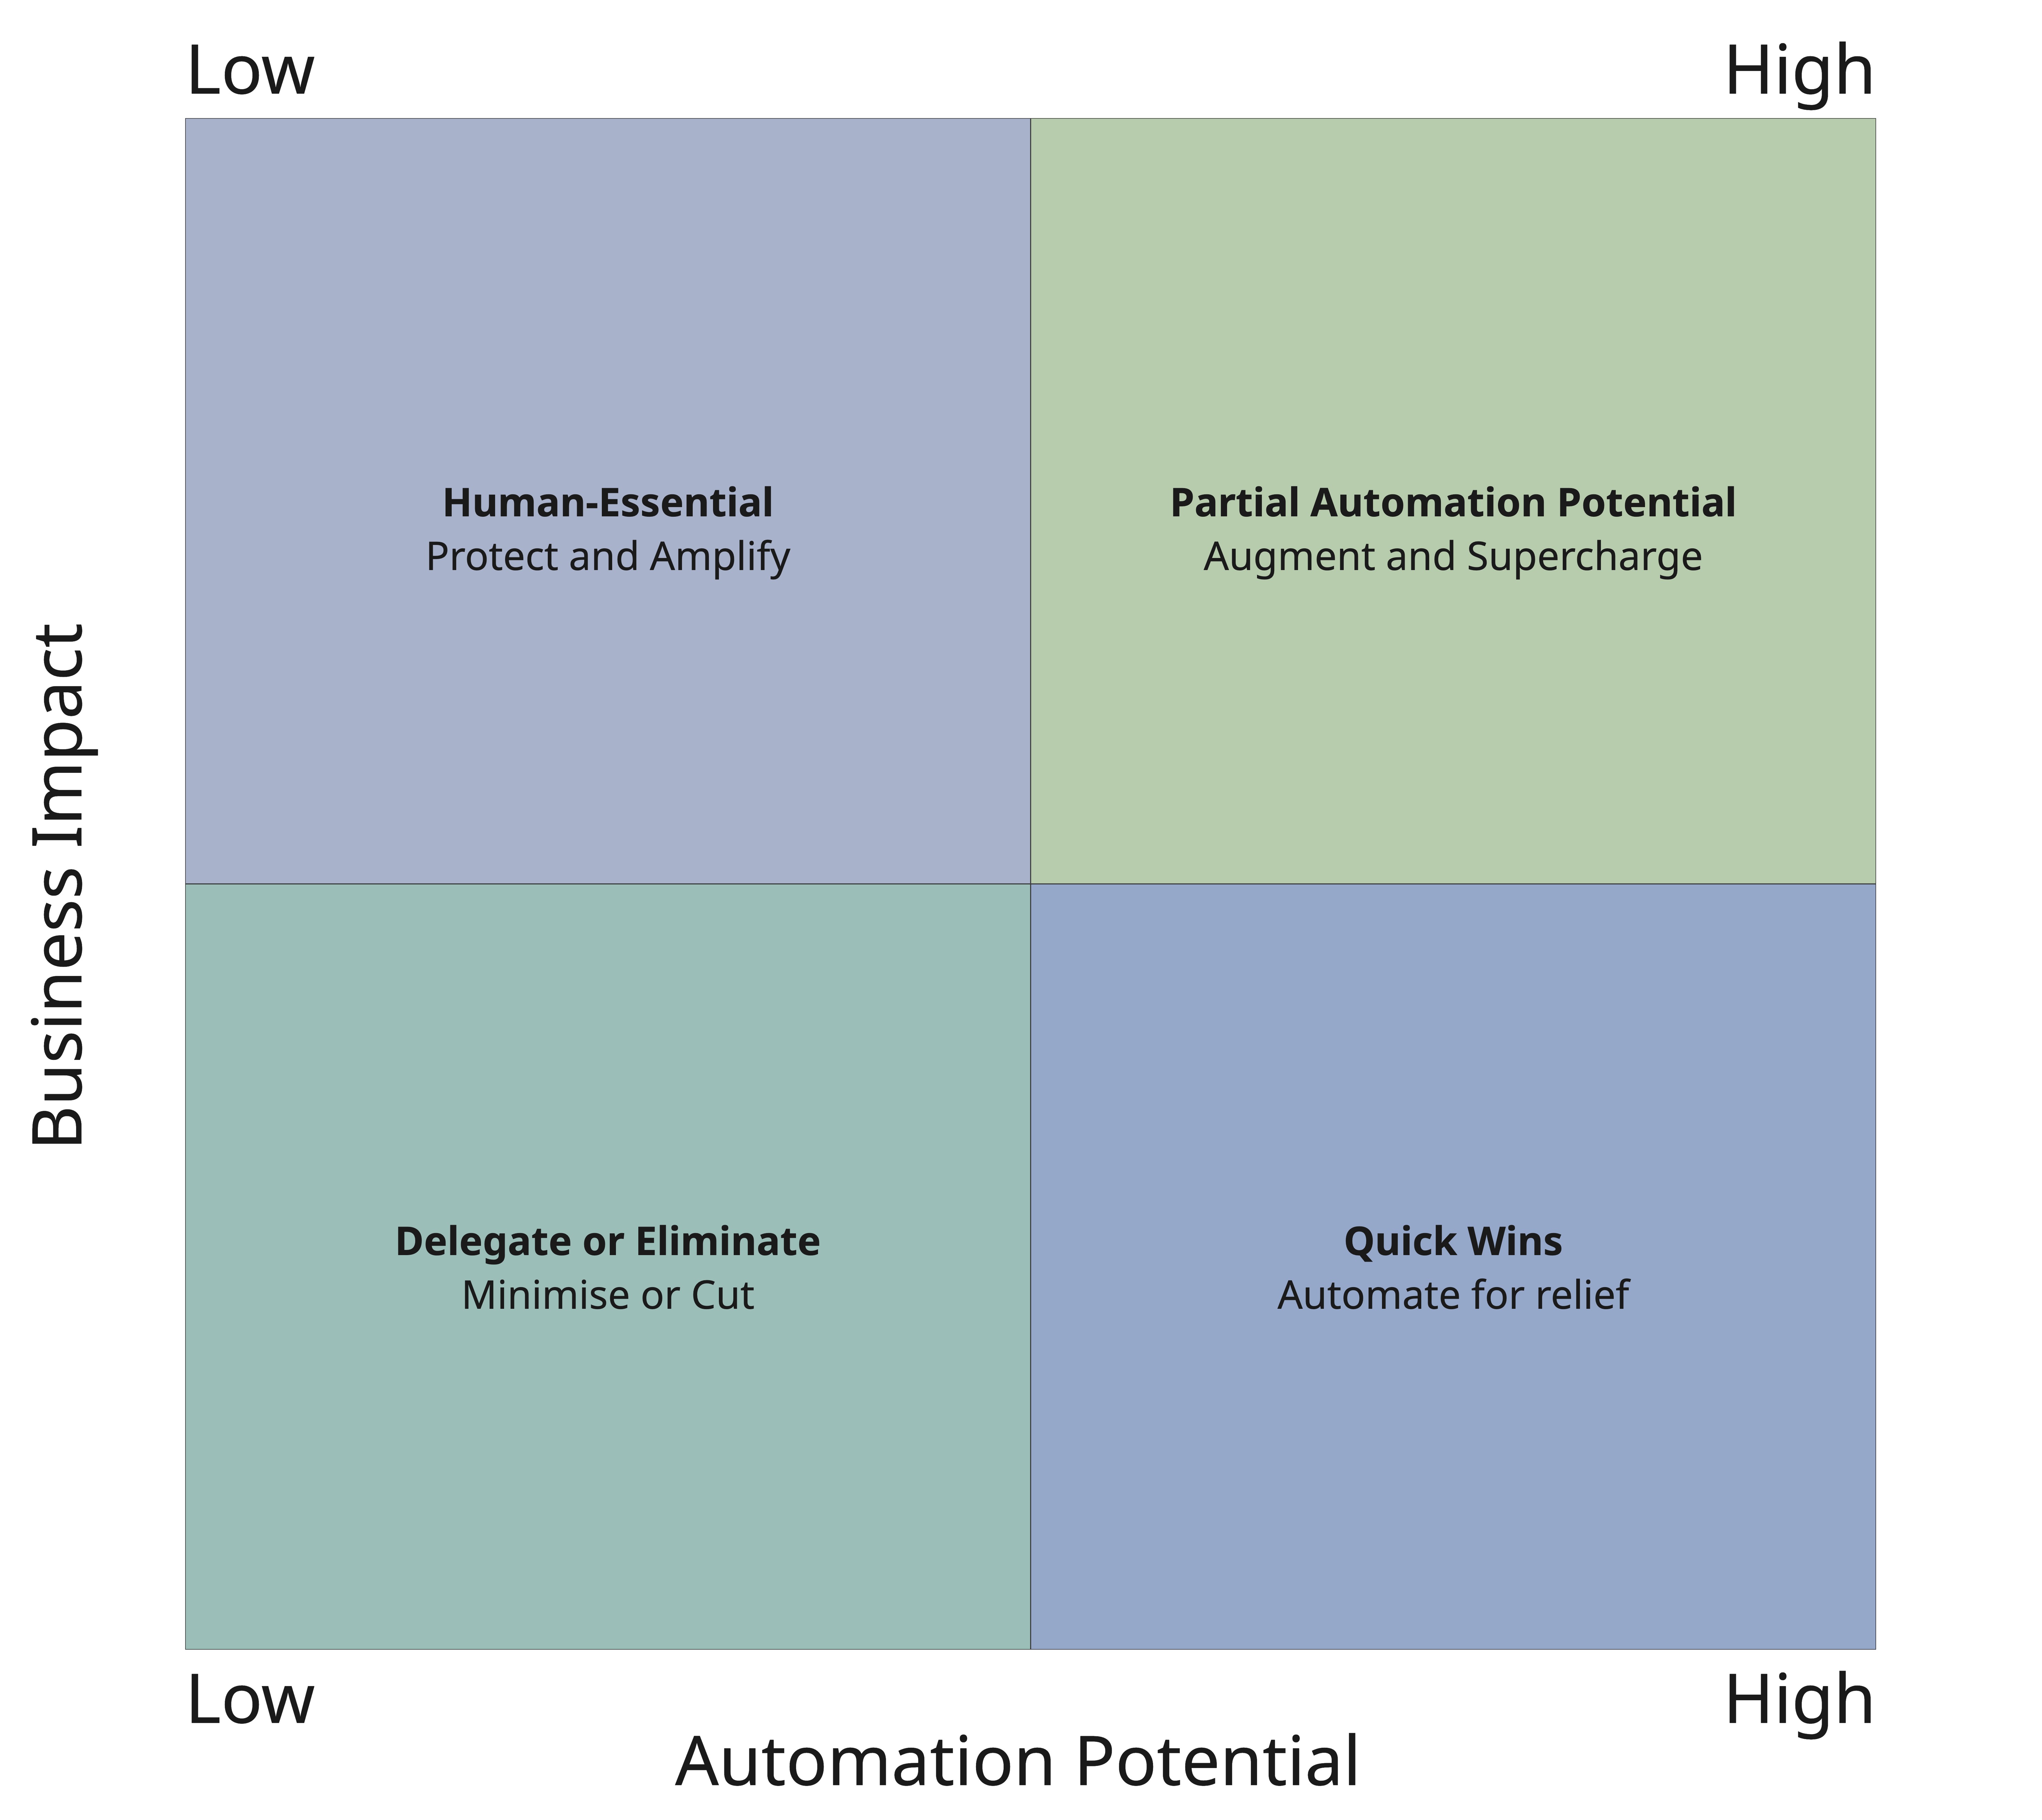 Low
High
Business Impact
Human-Essential
Protect and Amplify
Partial Automation Potential
Augment and Supercharge
Delegate or Eliminate
Minimise or Cut
Quick Wins
Automate for relief
Low
High
Automation Potential